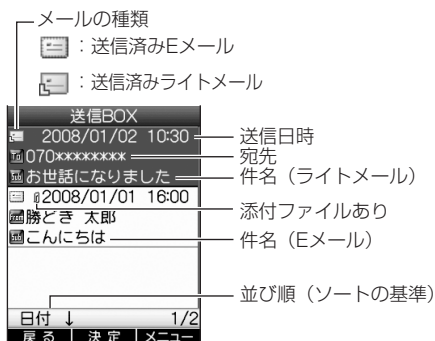 メールの種類
：送信済みEメール
：送信済みライトメール
送信BOX
2008/01/02 10:30
送信日時
To 070********
宛先
Sub お世話になりました
件名（ライトメール）
2008/01/01 16:00
添付ファイルあり
勝どき 太郎
Sub こんにちは
件名（Eメール）
並び順（ソートの基準）
日付 ↓ 1/2
戻る 決定 メニュー